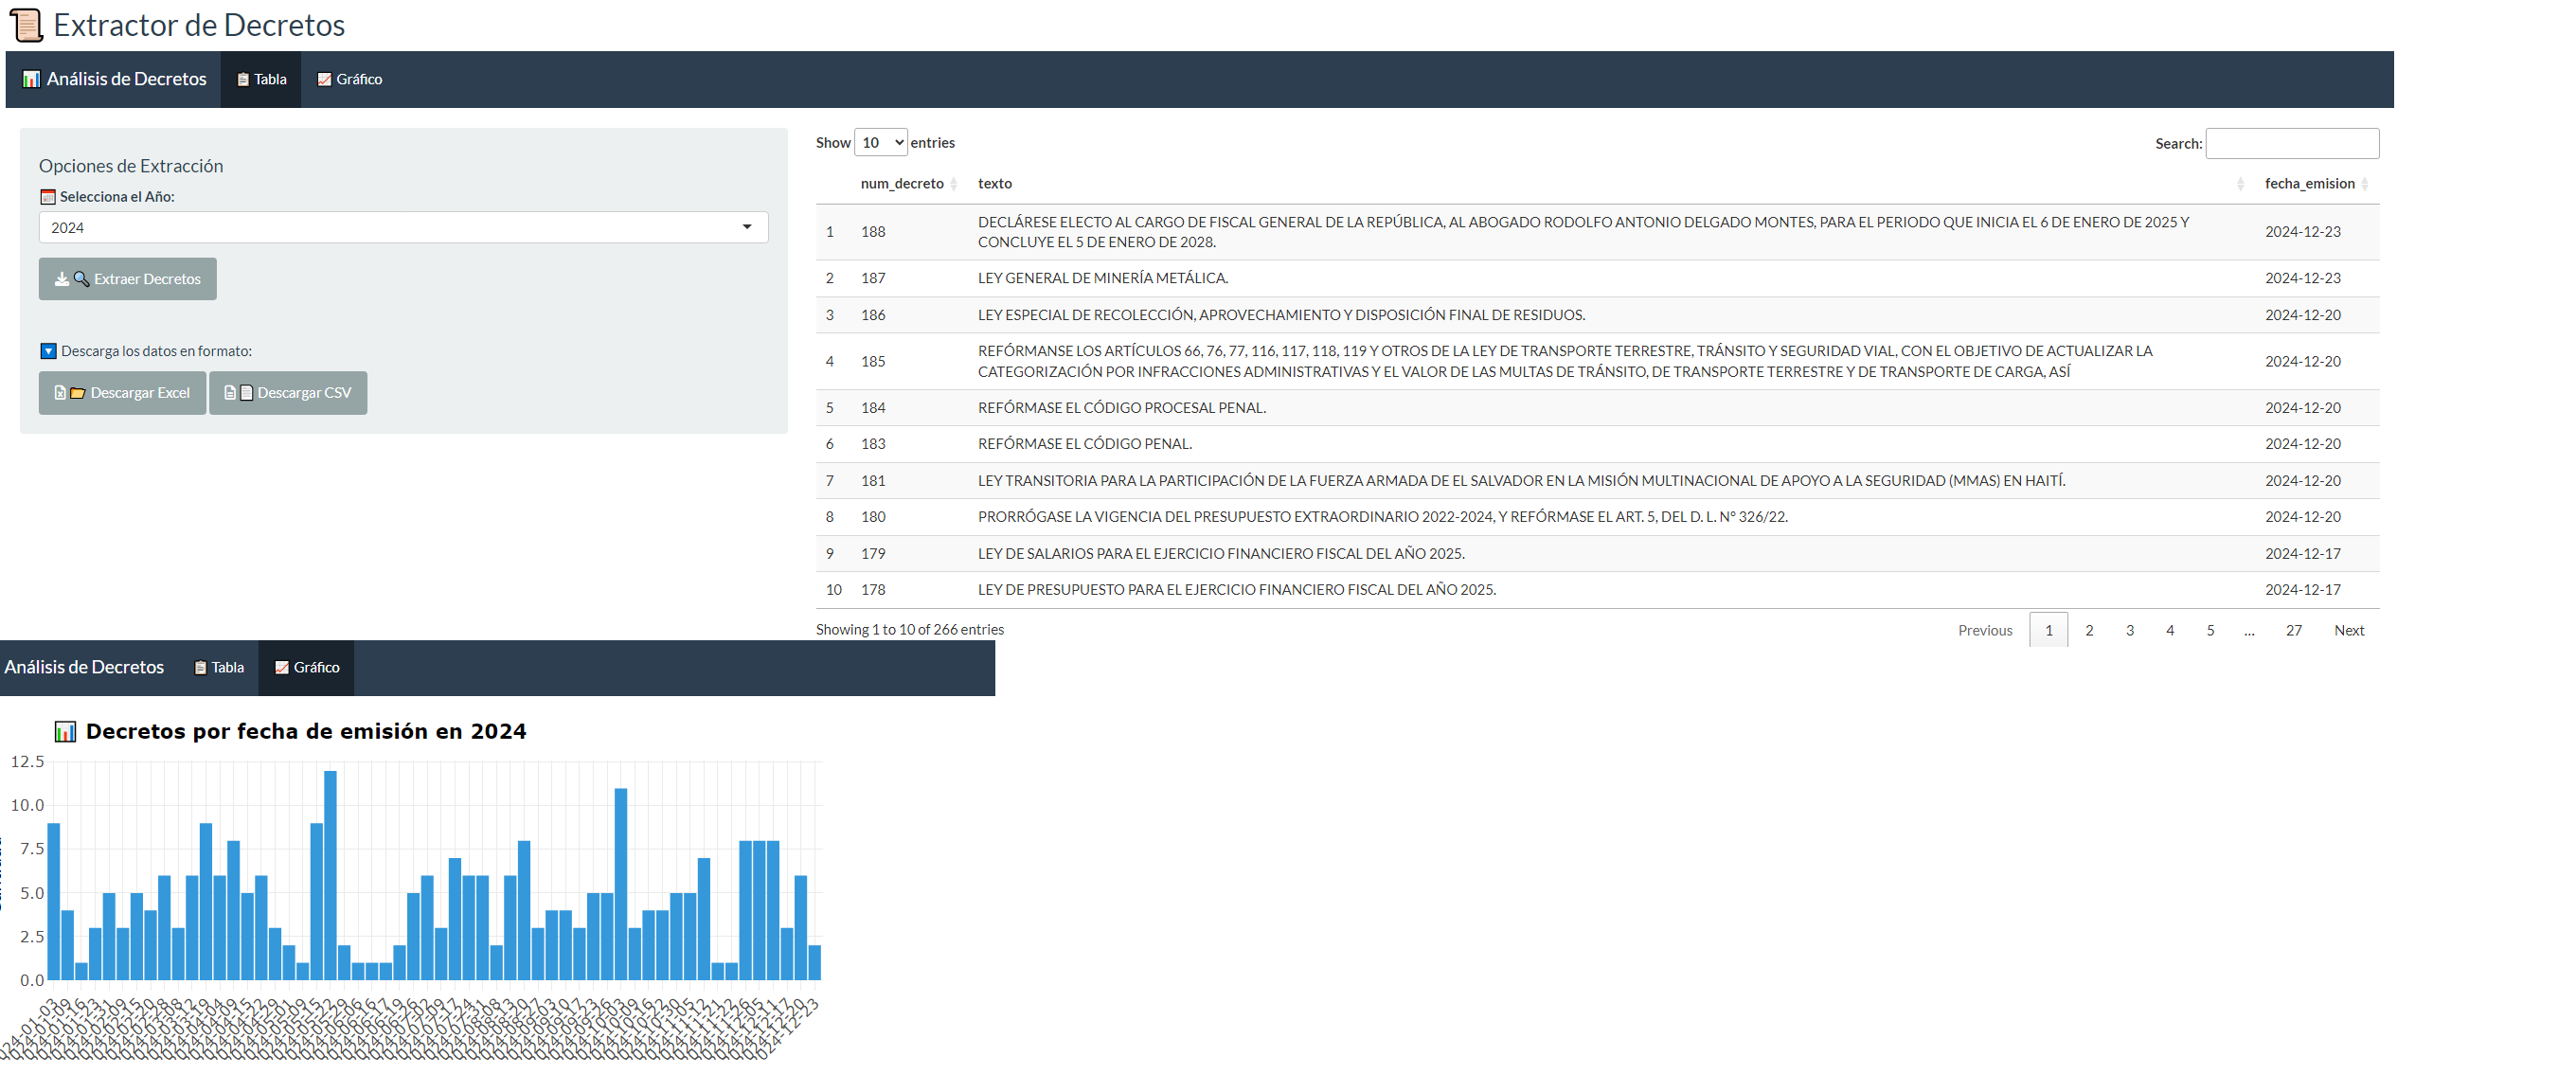 Extractor de Decretos
Análisis de Decretos Tabla Gráfico
Opciones de Extracción
Selecciona el Año:
2024
Extraer Decretos
Descarga los datos en formato:
Descargar Excel Descargar CSV
Show 10 entries
Search:
num_decreto texto fecha_emision
1 188 DECLÁRESE ELECTO AL CARGO DE FISCAL GENERAL DE LA REPÚBLICA, AL ABOGADO RODOLFO ANTONIO DELGADO MONTES, PARA EL PERIODO QUE INICIA EL 6 DE ENERO DE 2025 Y
CONCLUYE EL 5 DE ENERO DE 2028. 2024-12-23
2 187 LEY GENERAL DE MINERÍA METÁLICA. 2024-12-23
3 186 LEY ESPECIAL DE RECOLECCIÓN, APROVECHAMIENTO Y DISPOSICIÓN FINAL DE RESIDUOS. 2024-12-20
4 185 REFÓRMANSE LOS ARTÍCULOS 66, 76, 77, 116, 117, 118, 119 Y OTROS DE LA LEY DE TRANSPORTE TERRESTRE, TRÁNSITO Y SEGURIDAD VIAL, CON EL OBJETIVO DE ACTUALIZAR LA
CATEGORIZACIÓN POR INFRACCIONES ADMINISTRATIVAS Y EL VALOR DE LAS MULTAS DE TRÁNSITO, DE TRANSPORTE TERRESTRE Y DE TRANSPORTE DE CARGA, ASÍ 2024-12-20
5 184 REFÓRMASE EL CÓDIGO PROCESAL PENAL. 2024-12-20
6 183 REFÓRMASE EL CÓDIGO PENAL. 2024-12-20
7 181 LEY TRANSITORIA PARA LA PARTICIPACIÓN DE LA FUERZA ARMADA DE EL SALVADOR EN LA MISIÓN MULTINACIONAL DE APOYO A LA SEGURIDAD (MMAS) EN HAITÍ. 2024-12-20
8 180 PRORRÓGASE LA VIGENCIA DEL PRESUPUESTO EXTRAORDINARIO 2022-2024, Y REFÓRMASE EL ART. 5, DEL D. L. N° 326/22. 2024-12-20
9 179 LEY DE SALARIOS PARA EL EJERCICIO FINANCIERO FISCAL DEL AÑO 2025. 2024-12-17
10 178 LEY DE PRESUPUESTO PARA EL EJERCICIO FINANCIERO FISCAL DEL AÑO 2025. 2024-12-17
Showing 1 to 10 of 266 entries
Previous 1 2 3 4 5 … 27 Next
Análisis de Decretos Tabla Gráfico
Decretos por fecha de emisión en 2024
12.5
10.0
7.5
5.0
2.5
0.0